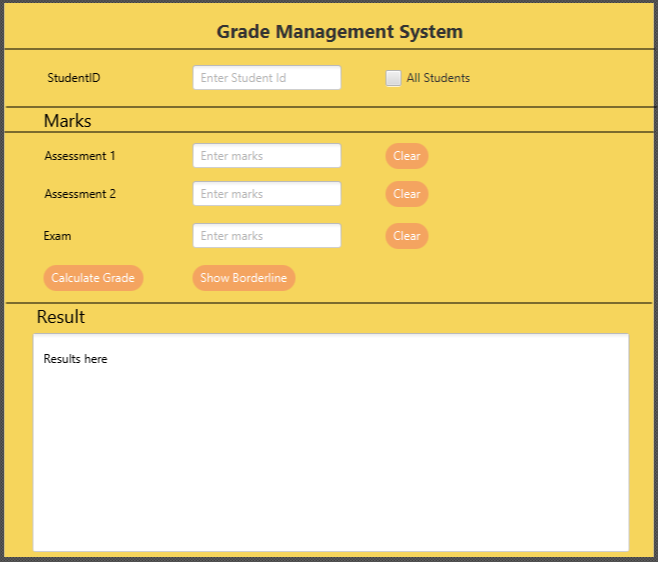 Grade Management System
StudentID Enter Student Id All Students
Marks
Assessment 1 Enter marks Clear
Assessment 2 Enter marks Clear
Exam Enter marks Clear
Calculate Grade Show Borderline
Result
Results here